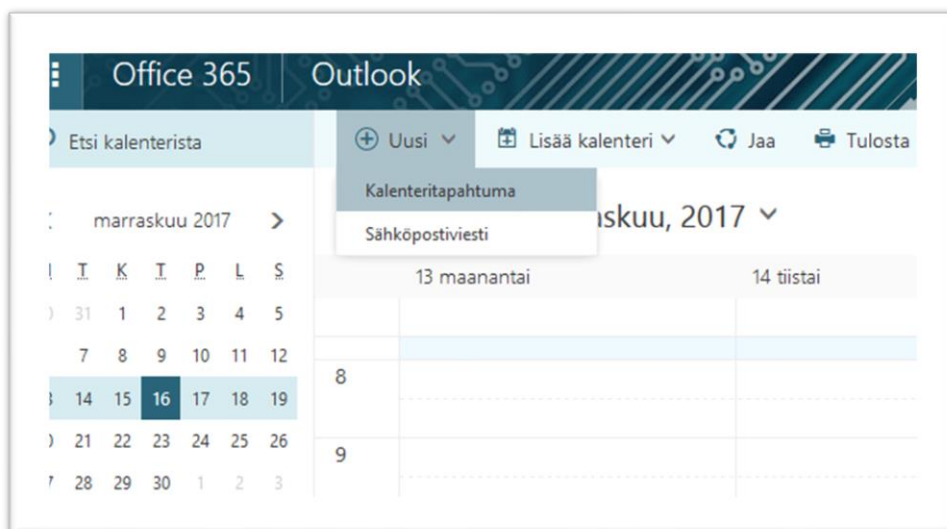 Office 365 Outlook
Etsi kalenterista Uusi Lisää kalenteri Jaa Tulosta
Kalenteritapahtuma
Sähköpostiviesti
marraskuu 2017
skuu, 2017
T K T P L S
13 maanantai 14 tiistai
31 1 2 3 4 5
7 8 9 10 11 12
8
14 15 16 17 18 19
21 22 23 24 25 26
9
28 29 30 1 2 3